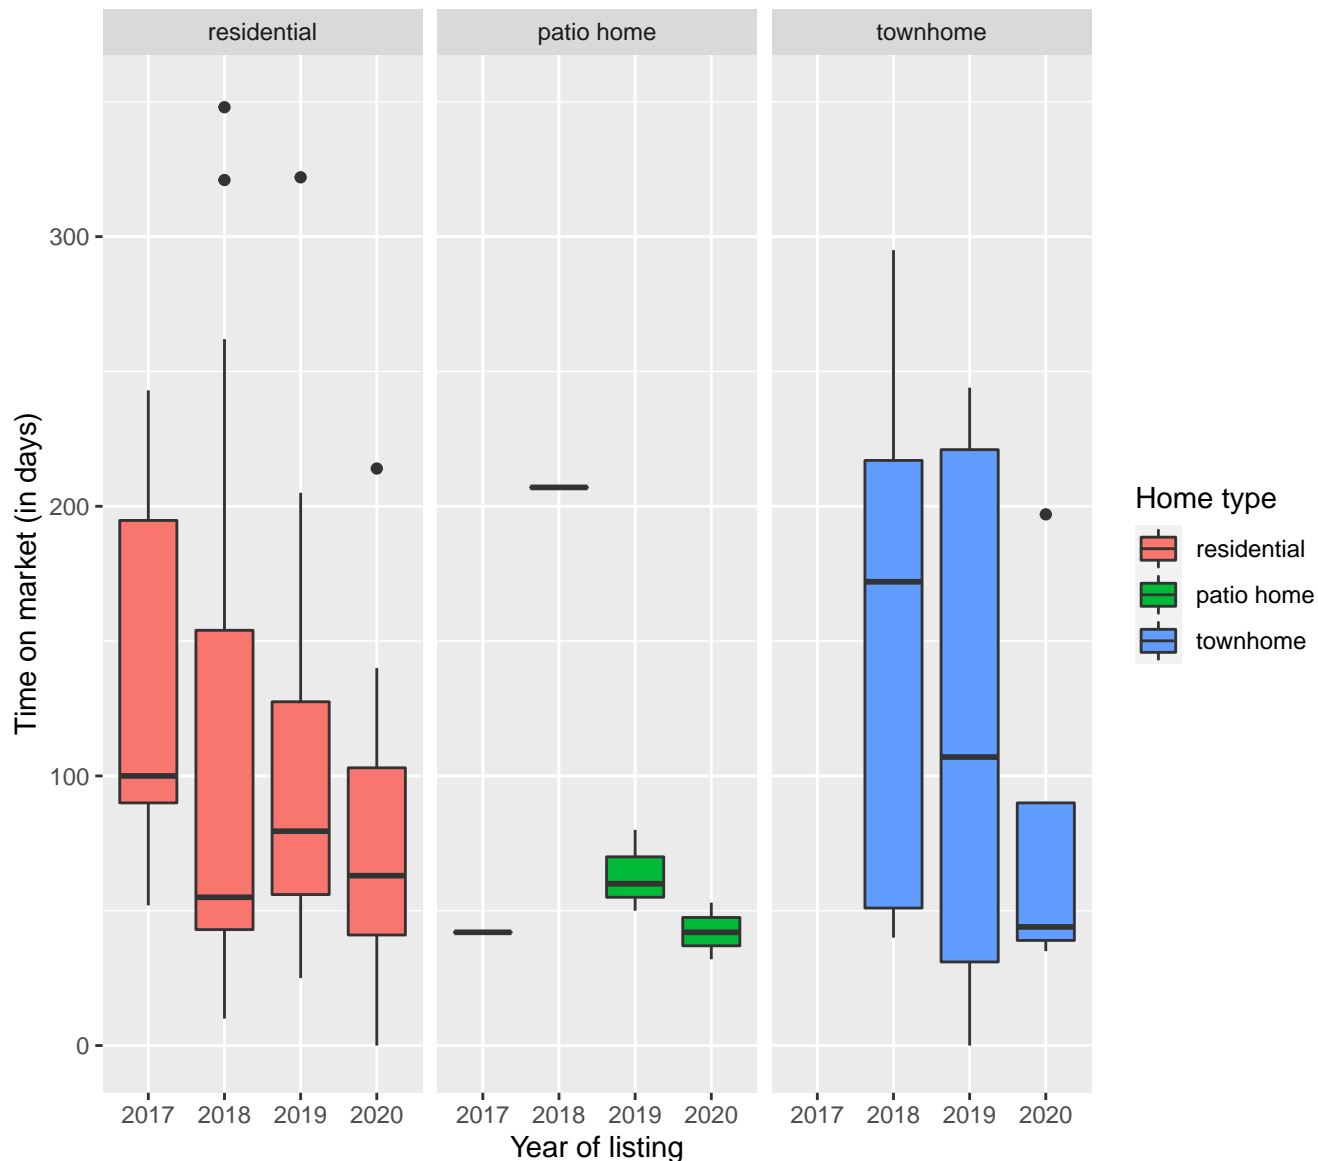 residential
patio home
townhome
Time on market (in days)
300
200
100
0
2017 2018 2019 2020
2017 2018 2019 2020
2017 2018 2019 2020
Year of listing
Home type
residential
patio home
townhome